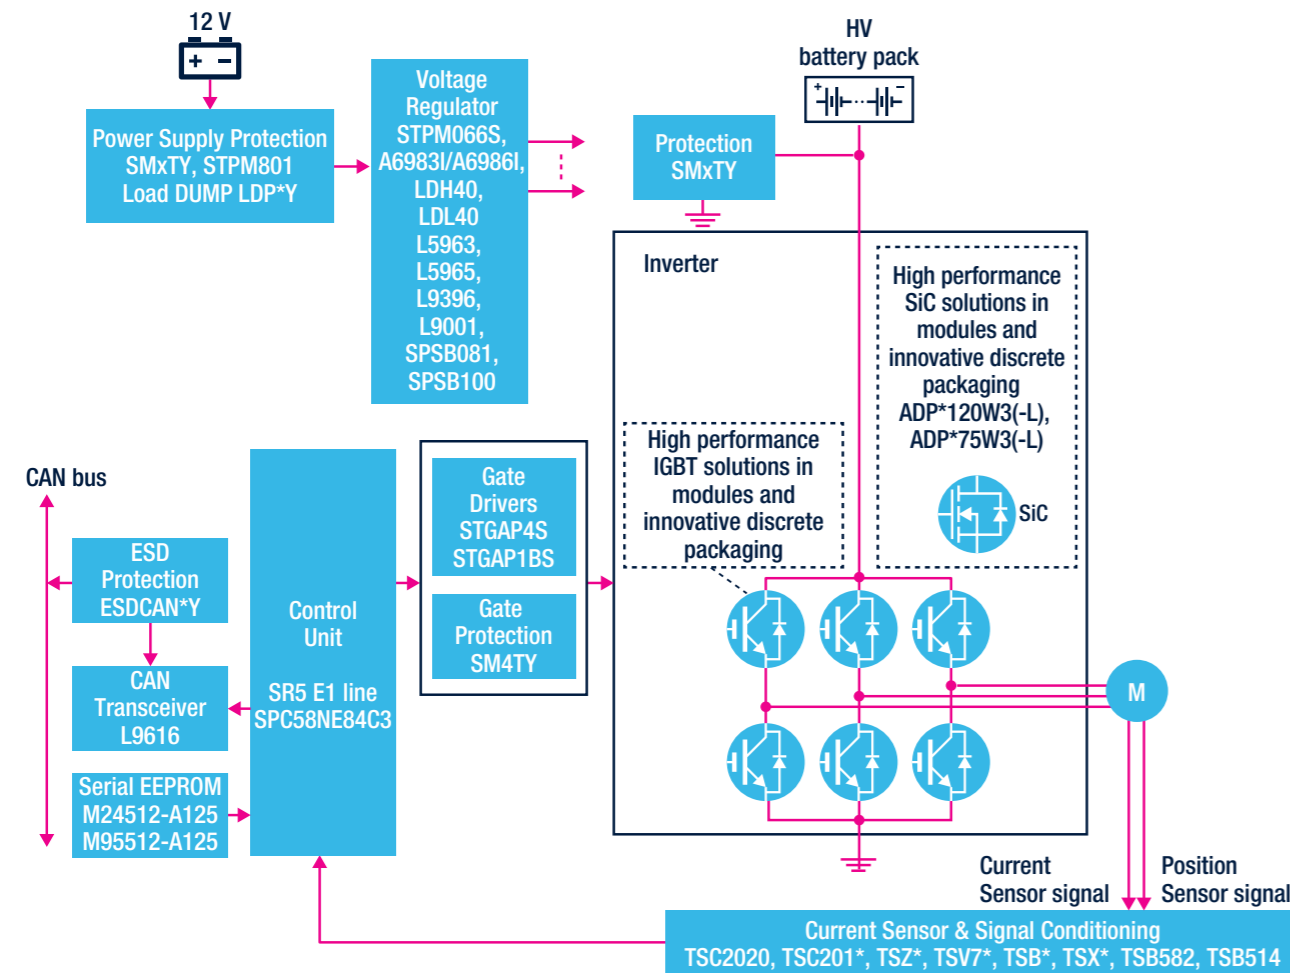 12 V
Power Supply Protection
SMxTY, STPM801
Load DUMP LDP*Y
Voltage
Regulator
STPM066S,
A6983I/A6986I,
LDH40,
LDL40
L5963,
L5965,
L9396,
L9001,
SPSB081,
SPSB100
HV
battery pack
Protection
SMxTY
Inverter
High performance
SiC solutions in
modules and
innovative discrete
packaging
ADP*120W3(-L),
ADP*75W3(-L)
SiC
High performance
IGBT solutions in
modules and
innovative discrete
packaging
CAN bus
ESD
Protection
ESDCAN*Y
CAN
Transceiver
L9616
Serial EEPROM
M24512-A125
M95512-A125
Control
Unit
SR5 E1 line
SPC58NE84C3
Gate
Drivers
STGAP4S
STGAP1BS
Gate
Protection
SM4TY
M
Current
Sensor signal
Position
Sensor signal
Current Sensor & Signal Conditioning
TSC2020, TSC201*, TSZ*, TSV7*, TSB*, TSX*, TSB582, TSB514